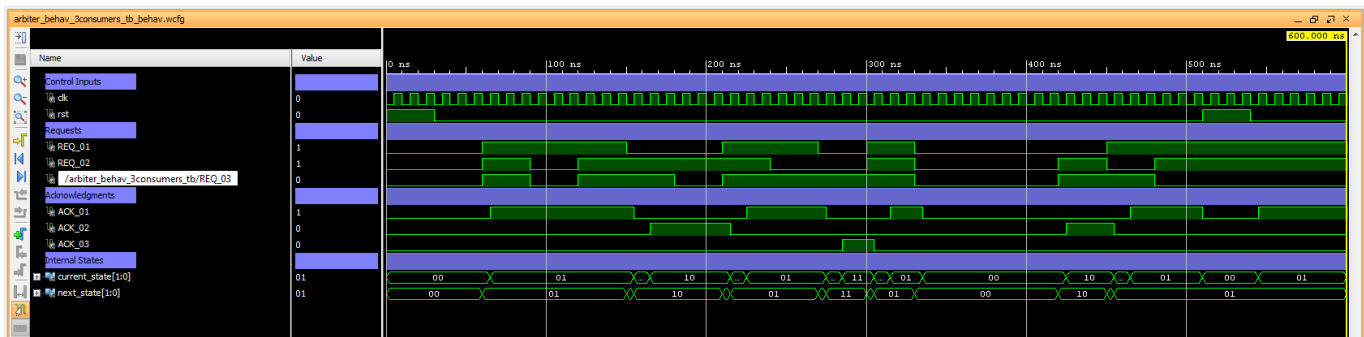 arbiter_behav_3consumers_tb_behav.wcfg
600.000 ns
Name Value
0 ns 100 ns 200 ns 300 ns 400 ns 500 ns
Control Inputs
clk 0
rst 0
Requests
REQ_01 1
REQ_02 1
/arbiter_behav_3consumers_tb/REQ_03 0
Acknowledgments
ACK_01 1
ACK_02 0
ACK_03 0
Internal States
current_state[1:0] 01 00 01 ... 10 ... 01 ... 11 ... 01 00 10 ... 01 00 01
next_state[1:0] 01 00 01 10 01 11 01 00 10 01